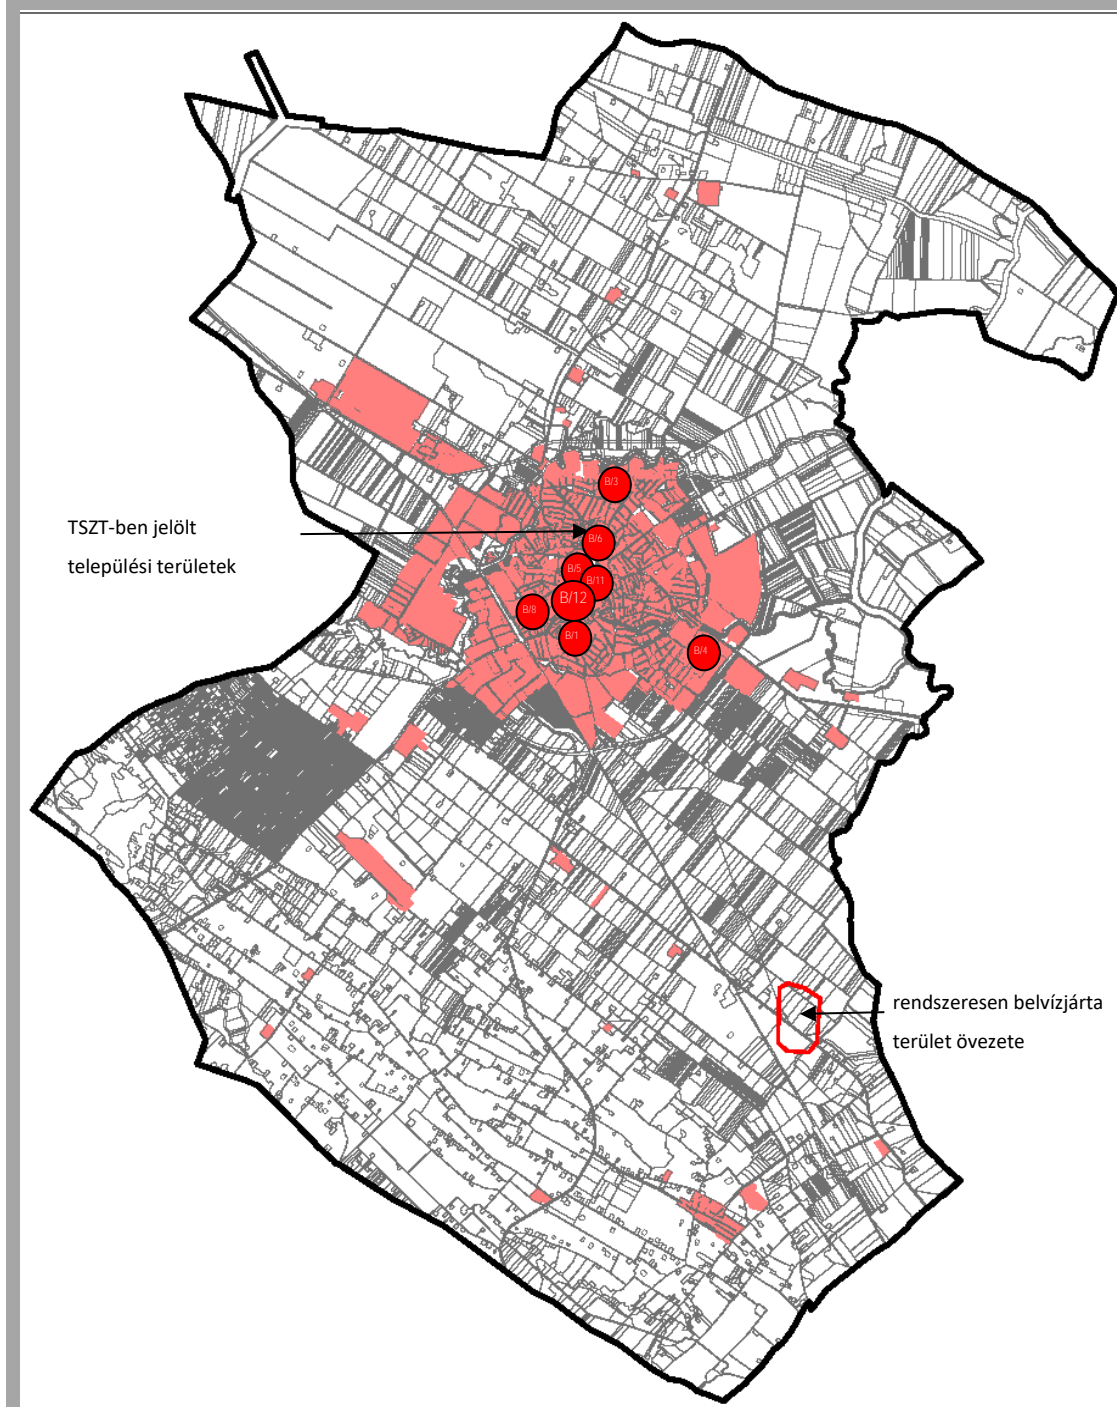 B/3
TSZT-ben jelölt
települési területek
B/6
B/5
B/11
B/12
B/8
B/1
B/4
rendszeresen belvízjárta
terület övezete